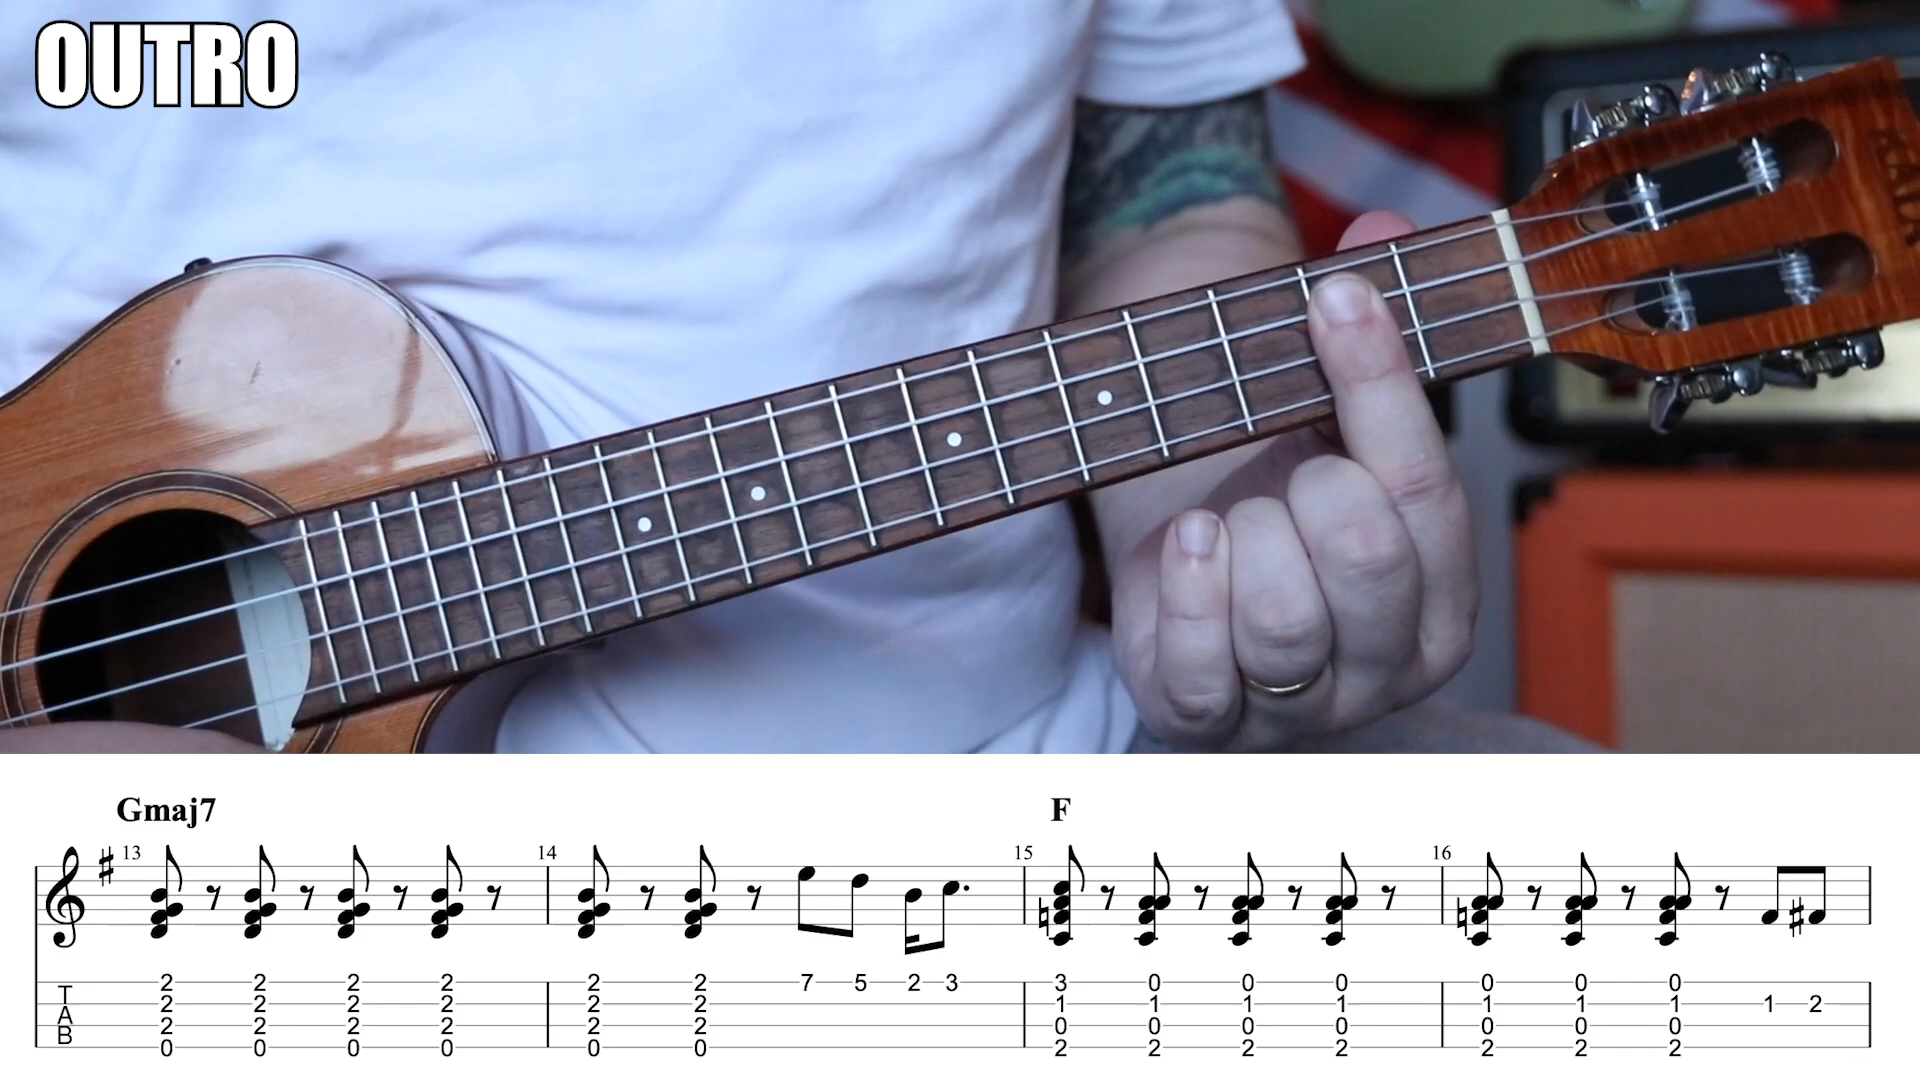 OUTRO
Gmaj7 F
13 14 15 16
T 2 2 2 2 2 2 7 5 2 3 3 0 0 0 0 0 0
A 2 2 2 2 2 2 1 1 1 1 1 1 1 1 2
B 2 2 2 2 2 2 0 0 0 0 0 0 0
0 0 0 0 0 0 2 2 2 2 2 2 2